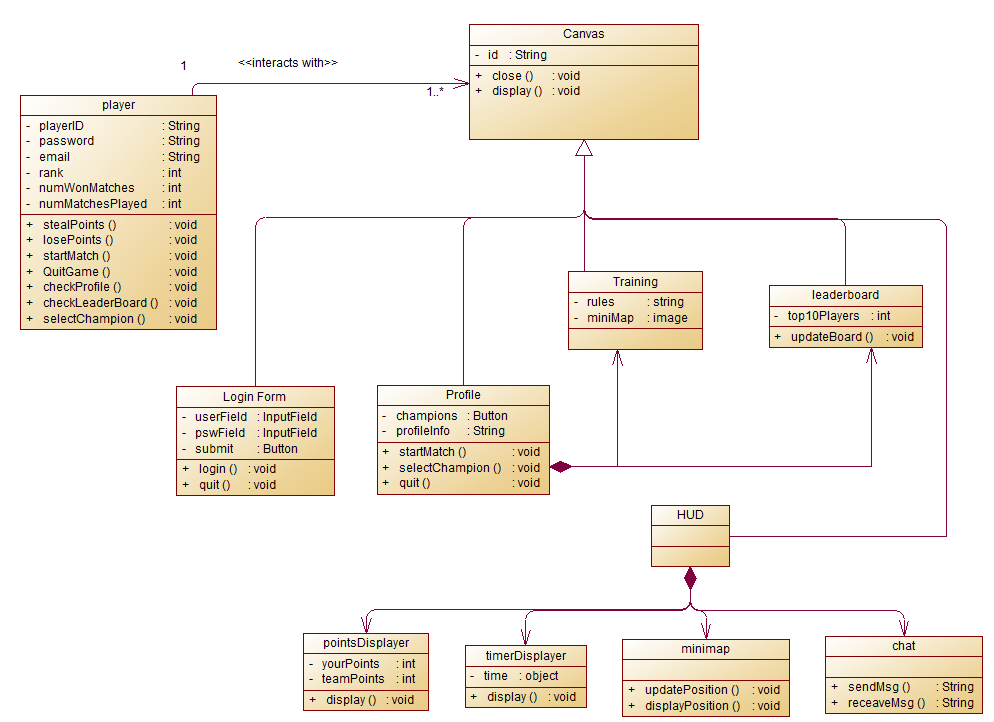 Canvas
- id : String
+ close () : void
+ display () : void
1 <<interacts with>>
1..*
player
- playerID : String
- password : String
- email : String
- rank : int
- numWonMatches : int
- numMatchesPlayed : int
+ stealPoints () : void
+ losePoints () : void
+ startMatch () : void
+ QuitGame () : void
+ checkProfile () : void
+ checkLeaderBoard () : void
+ selectChampion () : void
Training
- rules : string
- miniMap : image
leaderboard
- top10Players : int
+ updateBoard () : void
Login Form
- userField : InputField
- pswField : InputField
- submit : Button
+ login () : void
+ quit () : void
Profile
- champions : Button
- profileInfo : String
+ startMatch () : void
+ selectChampion () : void
+ quit () : void
HUD
pointsDisplayer
- yourPoints : int
- teamPoints : int
+ display () : void
timerDisplayer
- time : object
+ display () : void
minimap
+ updatePosition () : void
+ displayPosition () : void
chat
+ sendMsg () : String
+ receaveMsg () : String